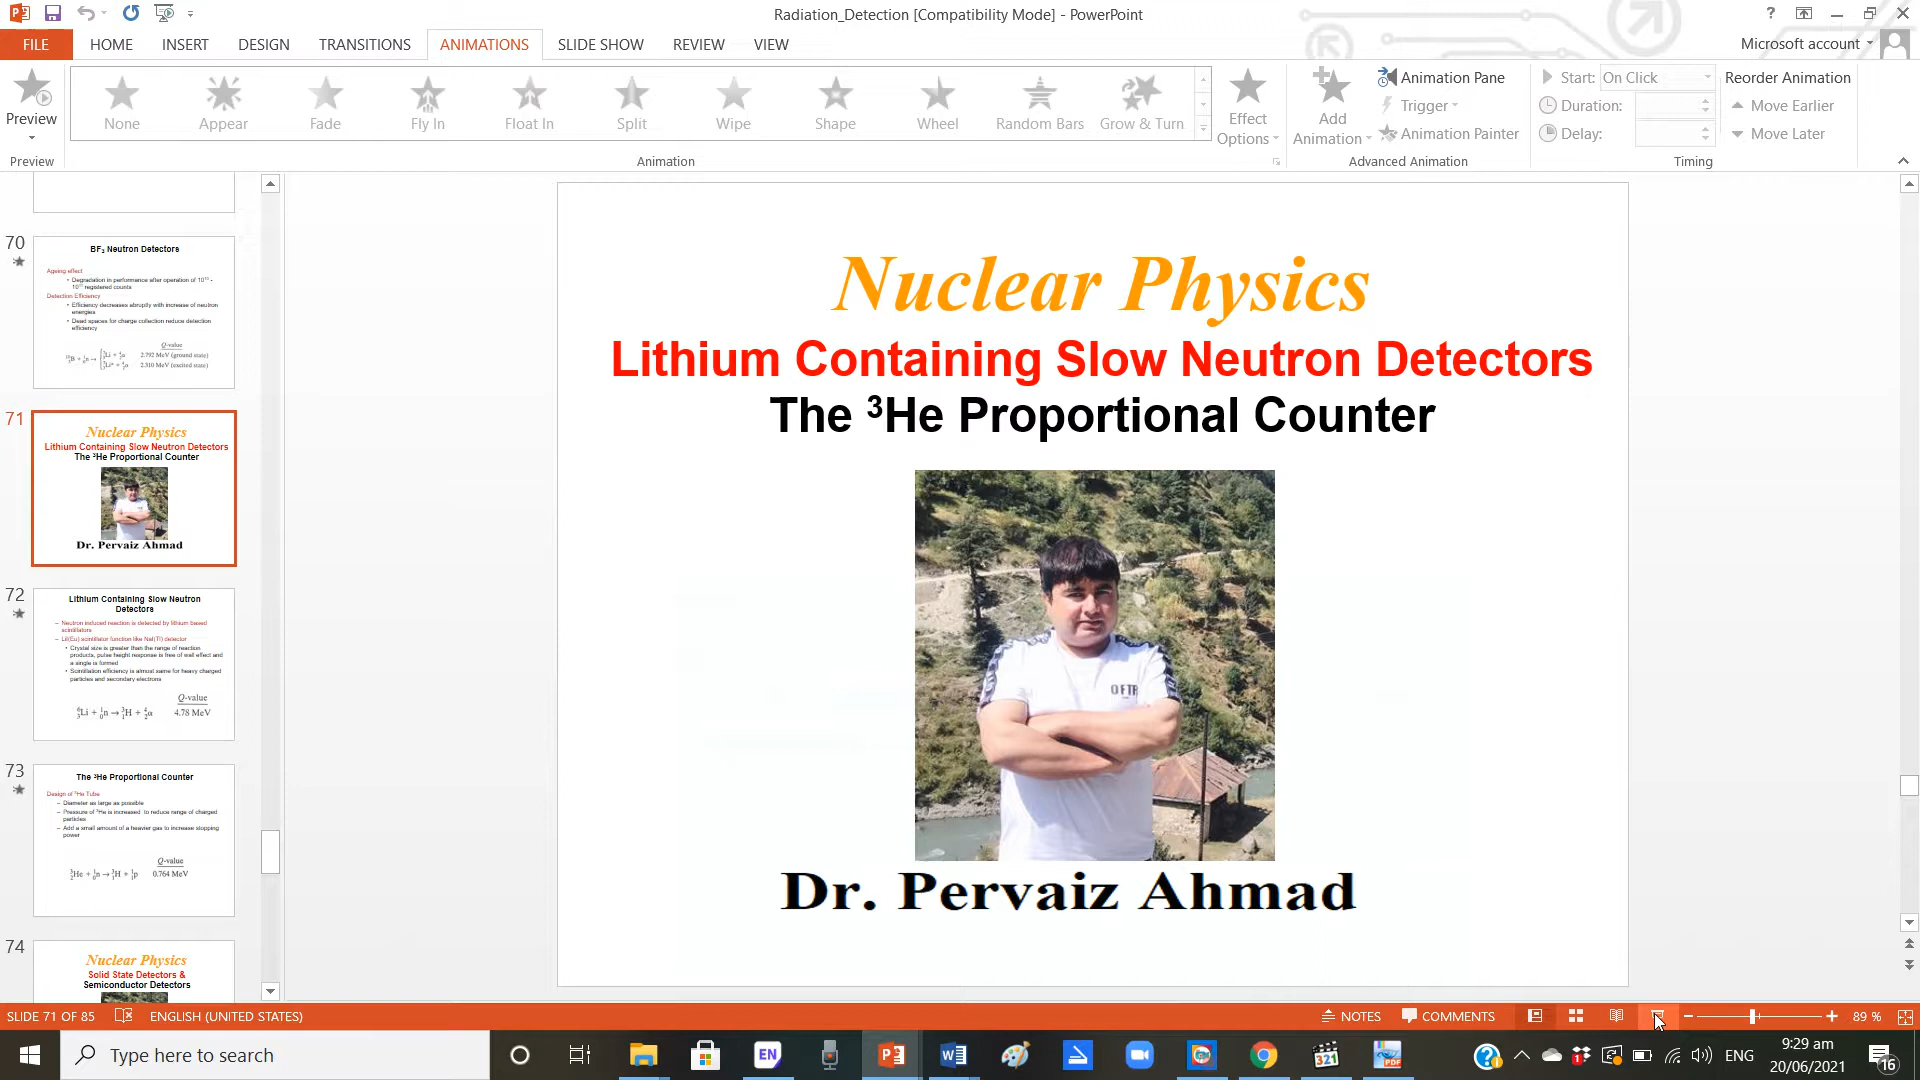 Radiation_Detection [Compatibility Mode] - PowerPoint
?
FILE HOME INSERT DESIGN TRANSITIONS ANIMATIONS SLIDE SHOW REVIEW VIEW
Microsoft account
Preview
None Appear Fade Fly In Float In Split Wipe Shape Wheel Random Bars Grow & Turn
Effect Options
Add Animation
Animation Pane
Trigger
Animation Painter
Start: On Click
Duration:
Delay:
Reorder Animation
Move Earlier
Move Later
Preview Animation Advanced Animation Timing
70
BF₃ Neutron Detectors
Ageing effect
• Degradation in performance after operation of 10¹⁰ -
registered counts
Detection Efficiency
• Efficiency decreases abruptly with increase of neutron
energies
• Dead spaces for charge collection reduce detection
efficiency
Q-value
2.792 MeV (ground state)
2.310 MeV (excited state)
71
Nuclear Physics
Lithium Containing Slow Neutron Detectors
The ³He Proportional Counter
Dr. Pervaiz Ahmad
72
Lithium Containing Slow Neutron
Detectors
– Neutron induced reaction is detected by lithium based
scintillators
– LiI(Eu) scintillator function like NaI(Tl) detector
• Crystal size is greater than the range of reaction
products, pulse height response is free of wall effect and
a single is formed
• Scintillation efficiency is almost same for heavy charged
particles and secondary electrons
Q-value
⁶₃Li + ¹₀n → ³₁H + ⁴₂α 4.78 MeV
73
The ³He Proportional Counter
Design of ³He Tube
– Diameter as large as possible
– Pressure of ³He is increased to reduce range of charged
particles
– Add a small amount of a heavier gas to increase stopping
power
Q-value
³₂He + ¹₀n → ³₁H + ¹₁p 0.764 MeV
74
Nuclear Physics
Solid State Detectors &
Semiconductor Detectors
Nuclear Physics
Lithium Containing Slow Neutron Detectors
The ³He Proportional Counter
OFTR
Dr. Pervaiz Ahmad
SLIDE 71 OF 85 ENGLISH (UNITED STATES) NOTES COMMENTS 89 %
Type here to search
EN
321
PDF
ENG
9:29 am
20/06/2021
16